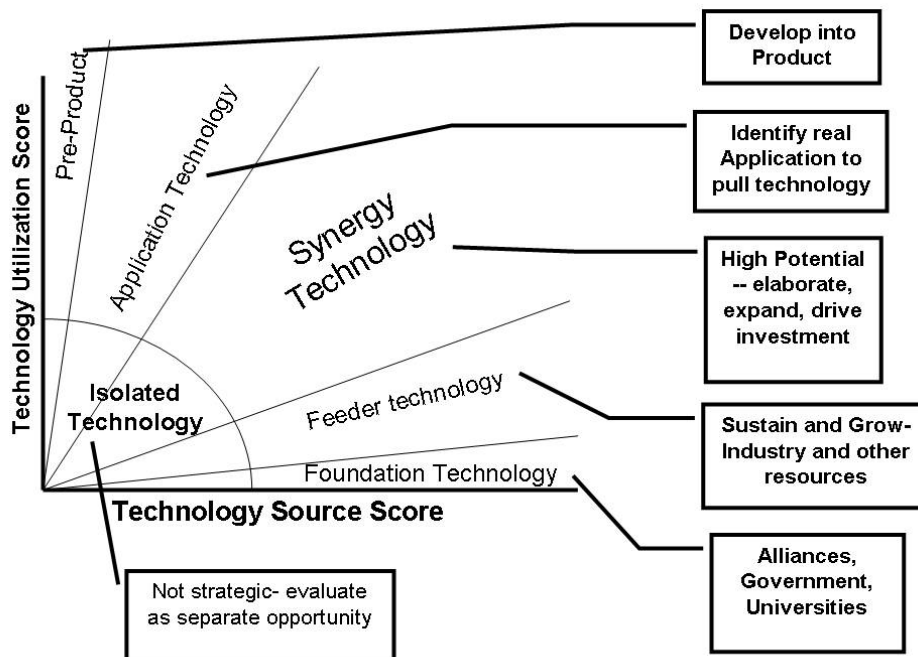 Technology Utilization Score
Pre-Product
Application Technology
Synergy
Technology
Isolated
Technology
Feeder technology
Foundation Technology
Technology Source Score
Develop into
Product
Identify real
Application to
pull technology
High Potential
-- elaborate,
expand, drive
investment
Sustain and Grow-
Industry and other
resources
Alliances,
Government,
Universities
Not strategic- evaluate
as separate opportunity